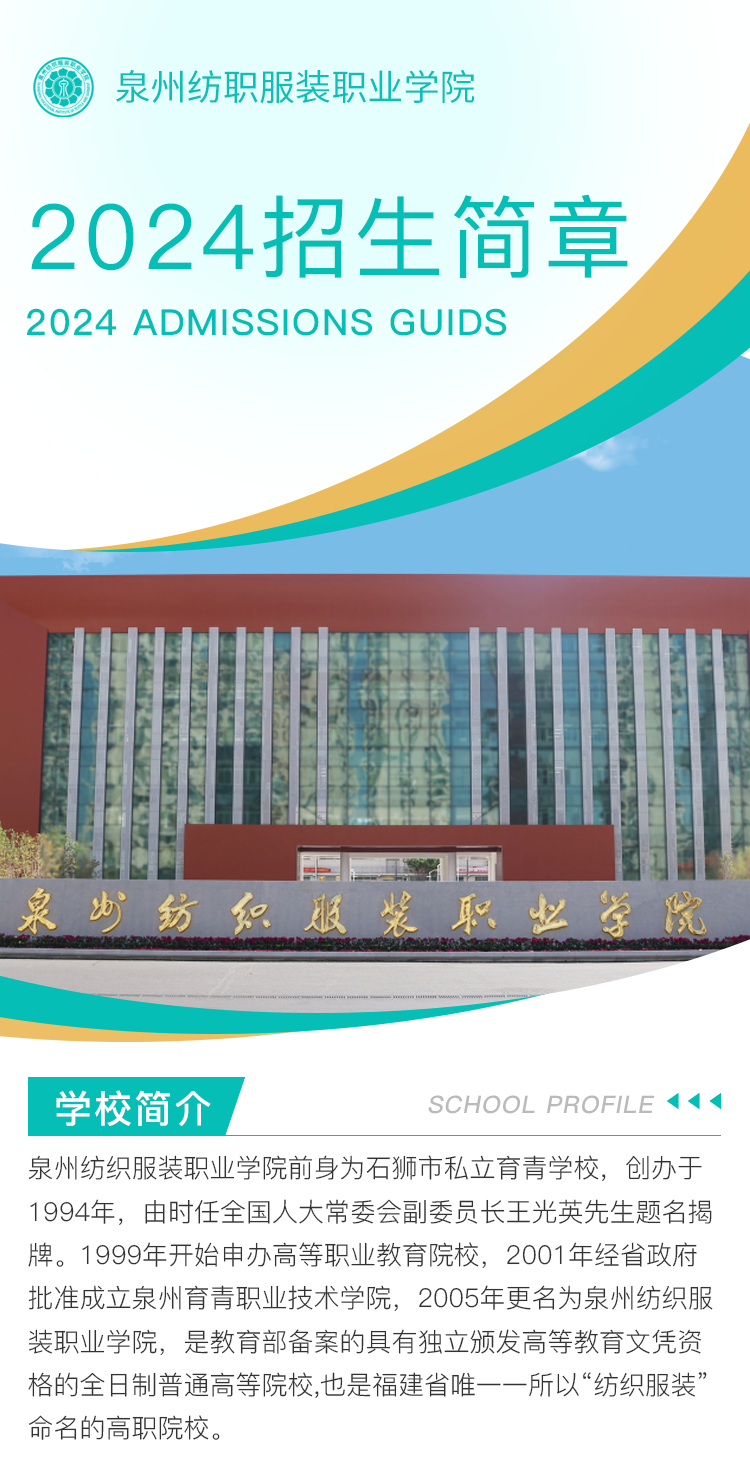 泉州纺职服装职业学院
2024招生简章
2024 ADMISSIONS GUIDS
泉州纺织服装职业学院
学校简介
SCHOOL PROFILE
泉州纺织服装职业学院前身为石狮市私立育青学校，创办于
1994年，由时任全国人大常委会副委员长王光英先生题名揭
牌。1999年开始申办高等职业教育院校，2001年经省政府
批准成立泉州育青职业技术学院，2005年更名为泉州纺织服
装职业学院，是教育部备案的具有独立颁发高等教育文凭资
格的全日制普通高等院校,也是福建省唯一一所以“纺织服装”
命名的高职院校。